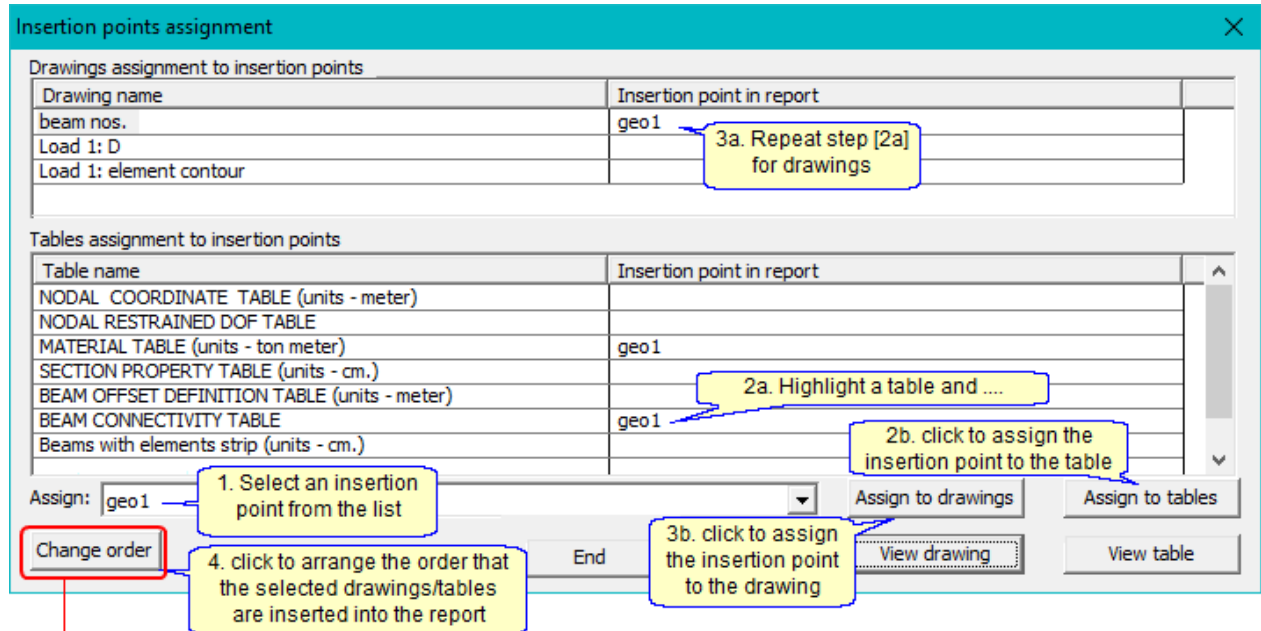 Insertion points assignment
Drawings assignment to insertion points
Drawing name Insertion point in report
beam nos. geo1
Load 1: D
Load 1: element contour
3a. Repeat step [2a]
for drawings
Tables assignment to insertion points
Table name Insertion point in report
NODAL COORDINATE TABLE (units - meter)
NODAL RESTRAINED DOF TABLE
MATERIAL TABLE (units - ton meter) geo1
SECTION PROPERTY TABLE (units - cm.)
BEAM OFFSET DEFINITION TABLE (units - meter)
2a. Highlight a table and ....
BEAM CONNECTIVITY TABLE geo1
Beams with elements strip (units - cm.)
2b. click to assign the
insertion point to the table
Assign: geo1
1. Select an insertion
point from the list
Assign to drawings Assign to tables
Change order
4. click to arrange the order that
the selected drawings/tables
are inserted into the report
End
3b. click to assign
the insertion point
to the drawing
View drawing View table